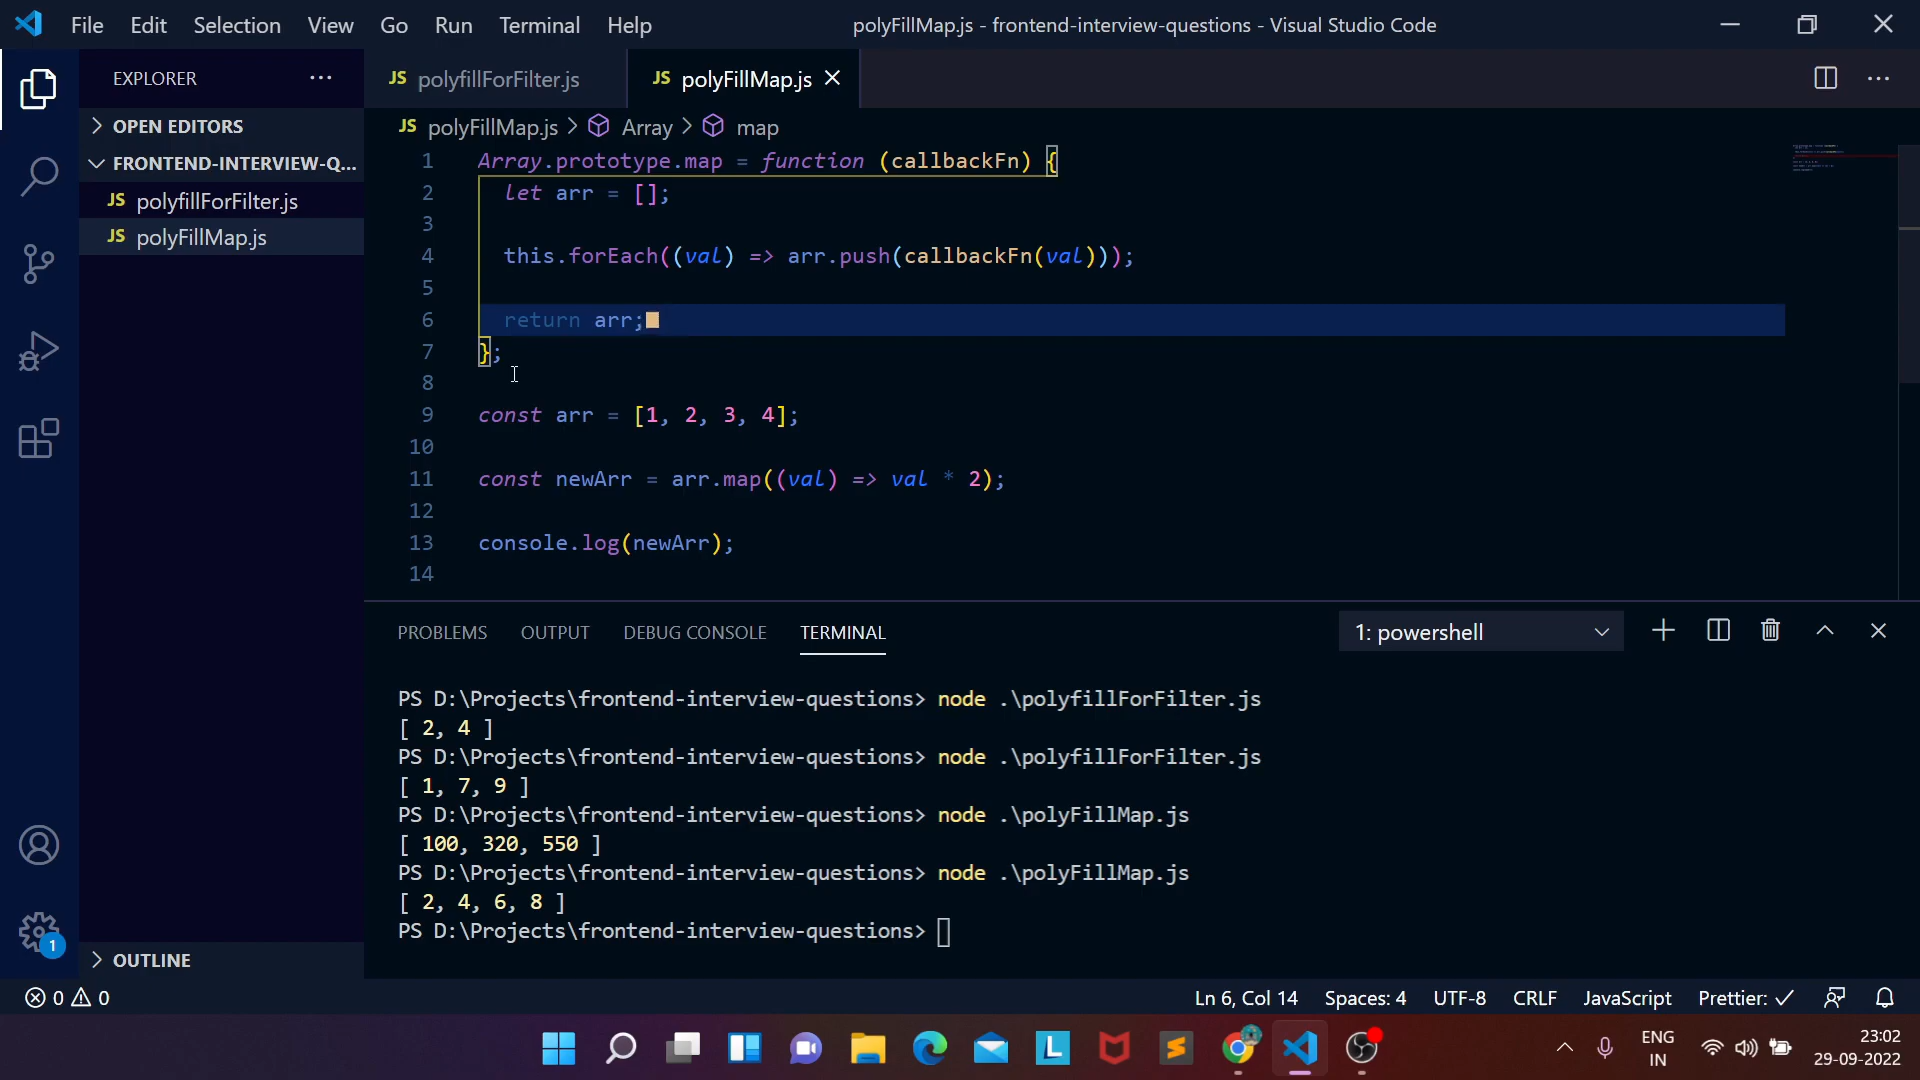 File Edit Selection View Go Run Terminal Help
polyFillMap.js - frontend-interview-questions - Visual Studio Code
EXPLORER
JS polyfillForFilter.js
JS polyFillMap.js
OPEN EDITORS
FRONTEND-INTERVIEW-Q...
JS polyfillForFilter.js
JS polyFillMap.js
JS polyFillMap.js > Array > map
1 Array.prototype.map = function (callbackFn) {
2 let arr = [];
3
4 this.forEach((val) => arr.push(callbackFn(val)));
5
6 return arr;
7 };
8
9 const arr = [1, 2, 3, 4];
10
11 const newArr = arr.map((val) => val * 2);
12
13 console.log(newArr);
14
PROBLEMS OUTPUT DEBUG CONSOLE TERMINAL
1: powershell
PS D:\Projects\frontend-interview-questions> node .\polyfillForFilter.js
[ 2, 4 ]
PS D:\Projects\frontend-interview-questions> node .\polyfillForFilter.js
[ 1, 7, 9 ]
PS D:\Projects\frontend-interview-questions> node .\polyFillMap.js
[ 100, 320, 550 ]
PS D:\Projects\frontend-interview-questions> node .\polyFillMap.js
[ 2, 4, 6, 8 ]
PS D:\Projects\frontend-interview-questions>
1
OUTLINE
0 0
Ln 6, Col 14 Spaces: 4 UTF-8 CRLF JavaScript Prettier: ✓
L
S
ENG
IN
23:02
29-09-2022